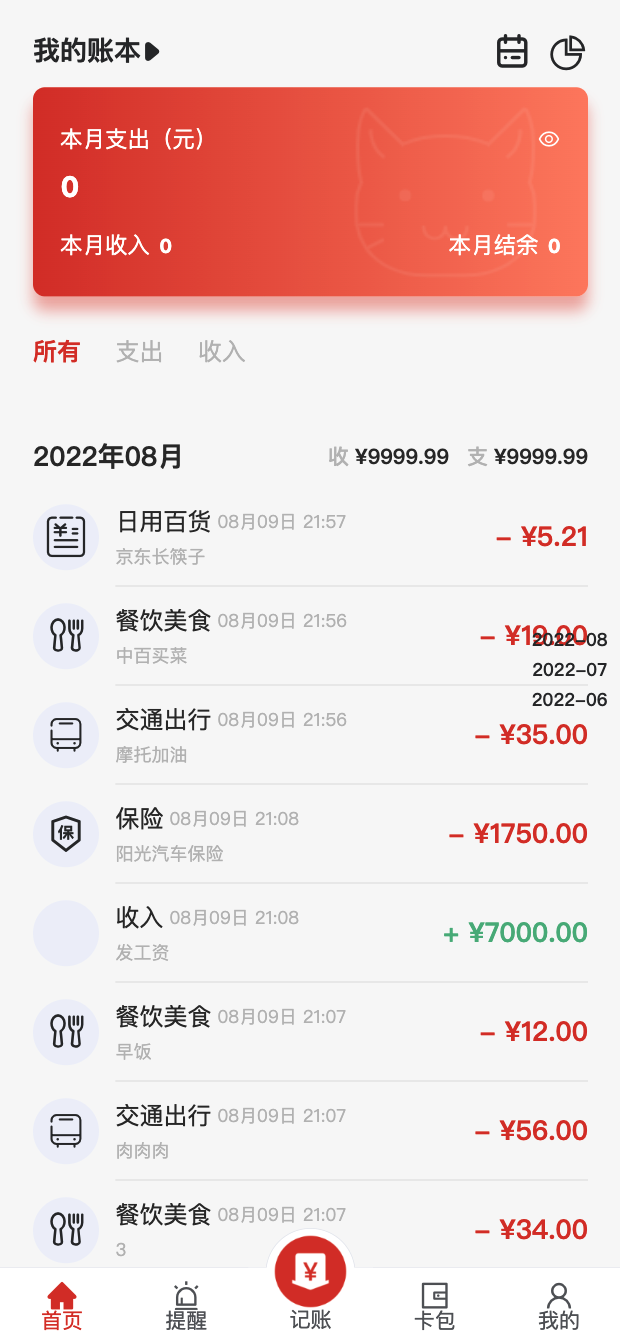 我的账本
本月支出（元）
0
本月收入 0
本月结余 0
所有 支出 收入
2022年08月 收 ¥9999.99 支 ¥9999.99
日用百货 08月09日 21:57
京东长筷子
– ¥5.21
餐饮美食 08月09日 21:56
中百买菜
– ¥19.00
2022–08
2022–07
2022–06
交通出行 08月09日 21:56
摩托加油
– ¥35.00
保
保险 08月09日 21:08
阳光汽车保险
– ¥1750.00
收入 08月09日 21:08
发工资
+ ¥7000.00
餐饮美食 08月09日 21:07
早饭
– ¥12.00
交通出行 08月09日 21:07
肉肉肉
– ¥56.00
餐饮美食 08月09日 21:07
3
– ¥34.00
首页 提醒 记账 卡包 我的